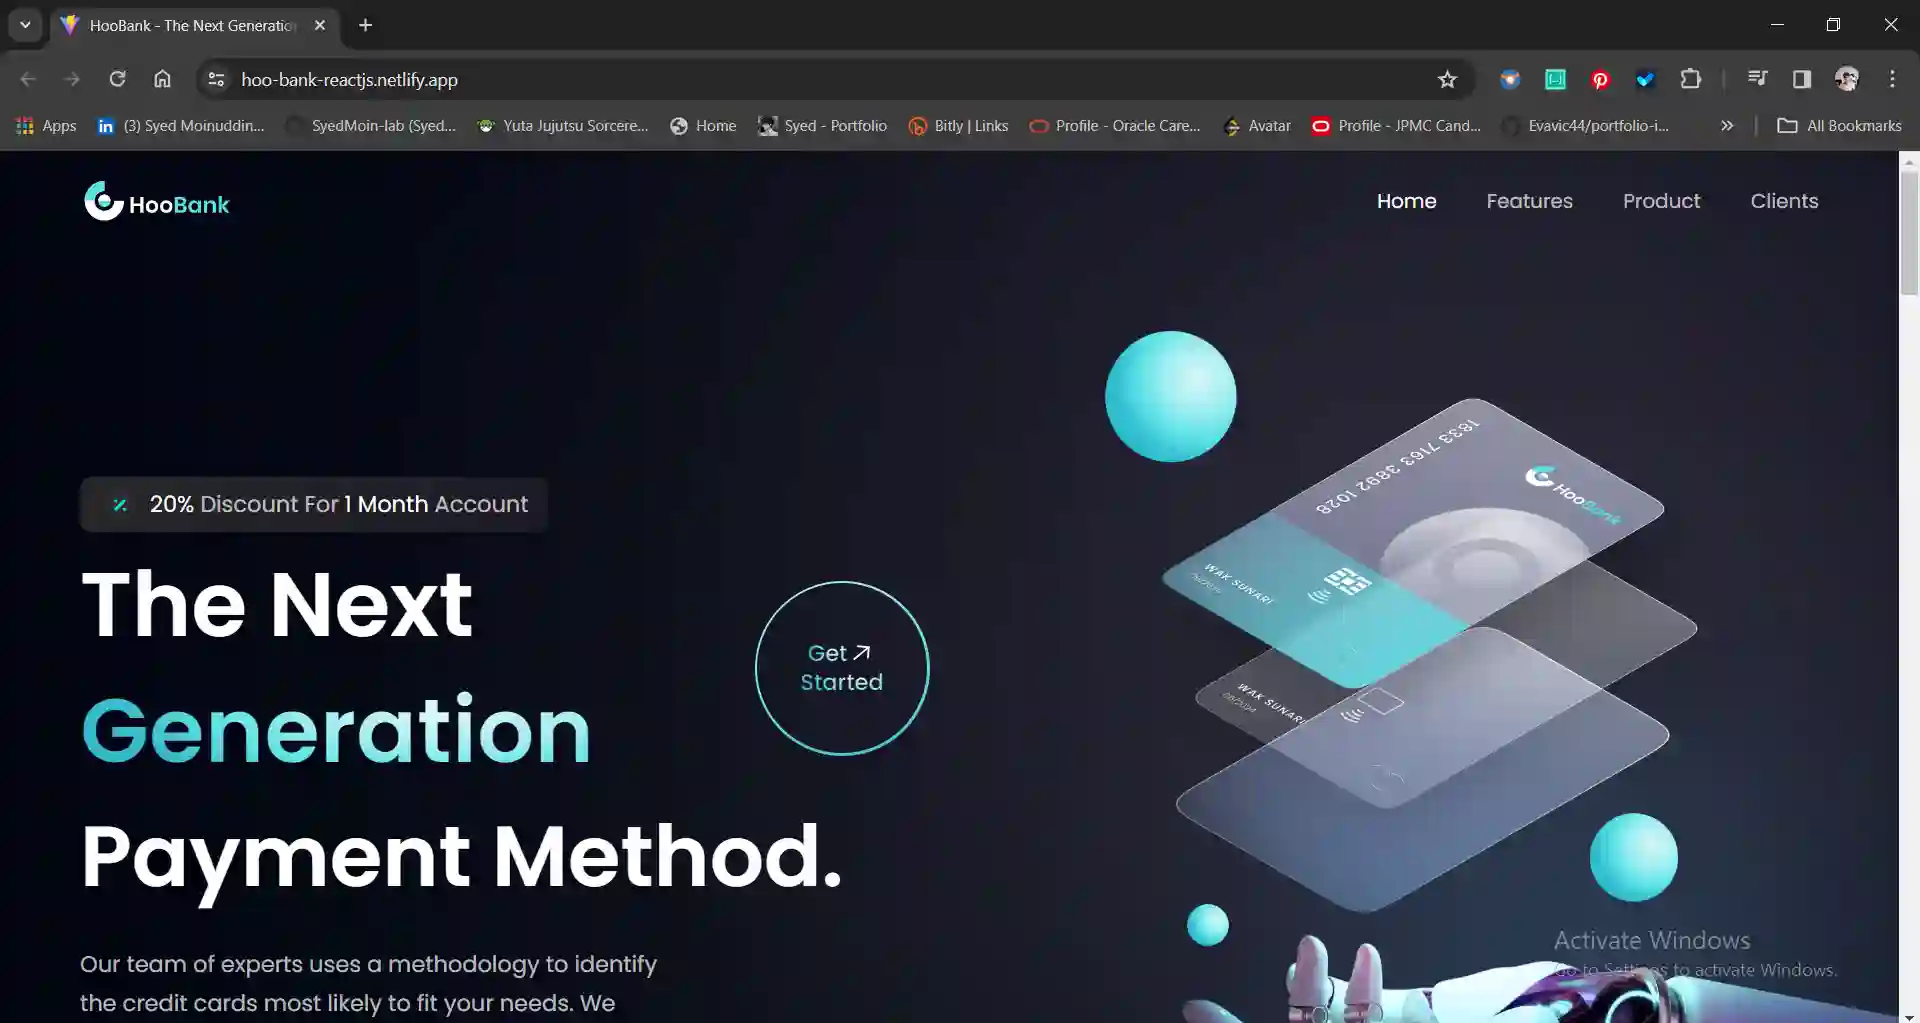 HooBank - The Next Generatio
hoo-bank-reactjs.netlify.app
Apps
(3) Syed Moinuddin...
SyedMoin-lab (Syed...
Yuta Jujutsu Sorcere...
Home
Syed - Portfolio
Bitly | Links
Profile - Oracle Care...
Avatar
Profile - JPMC Cand...
Evavic44/portfolio-i...
All Bookmarks
HooBank
Home
Features
Product
Clients
20% Discount For 1 Month Account
The Next
Generation
Payment Method.
Get
Started
Our team of experts uses a methodology to identify
the credit cards most likely to fit your needs. We
1833 7163 3892 1028
HooBank
WAK SUNARI
WAK SUNARI
Activate Windows
Go to Settings to activate Windows.